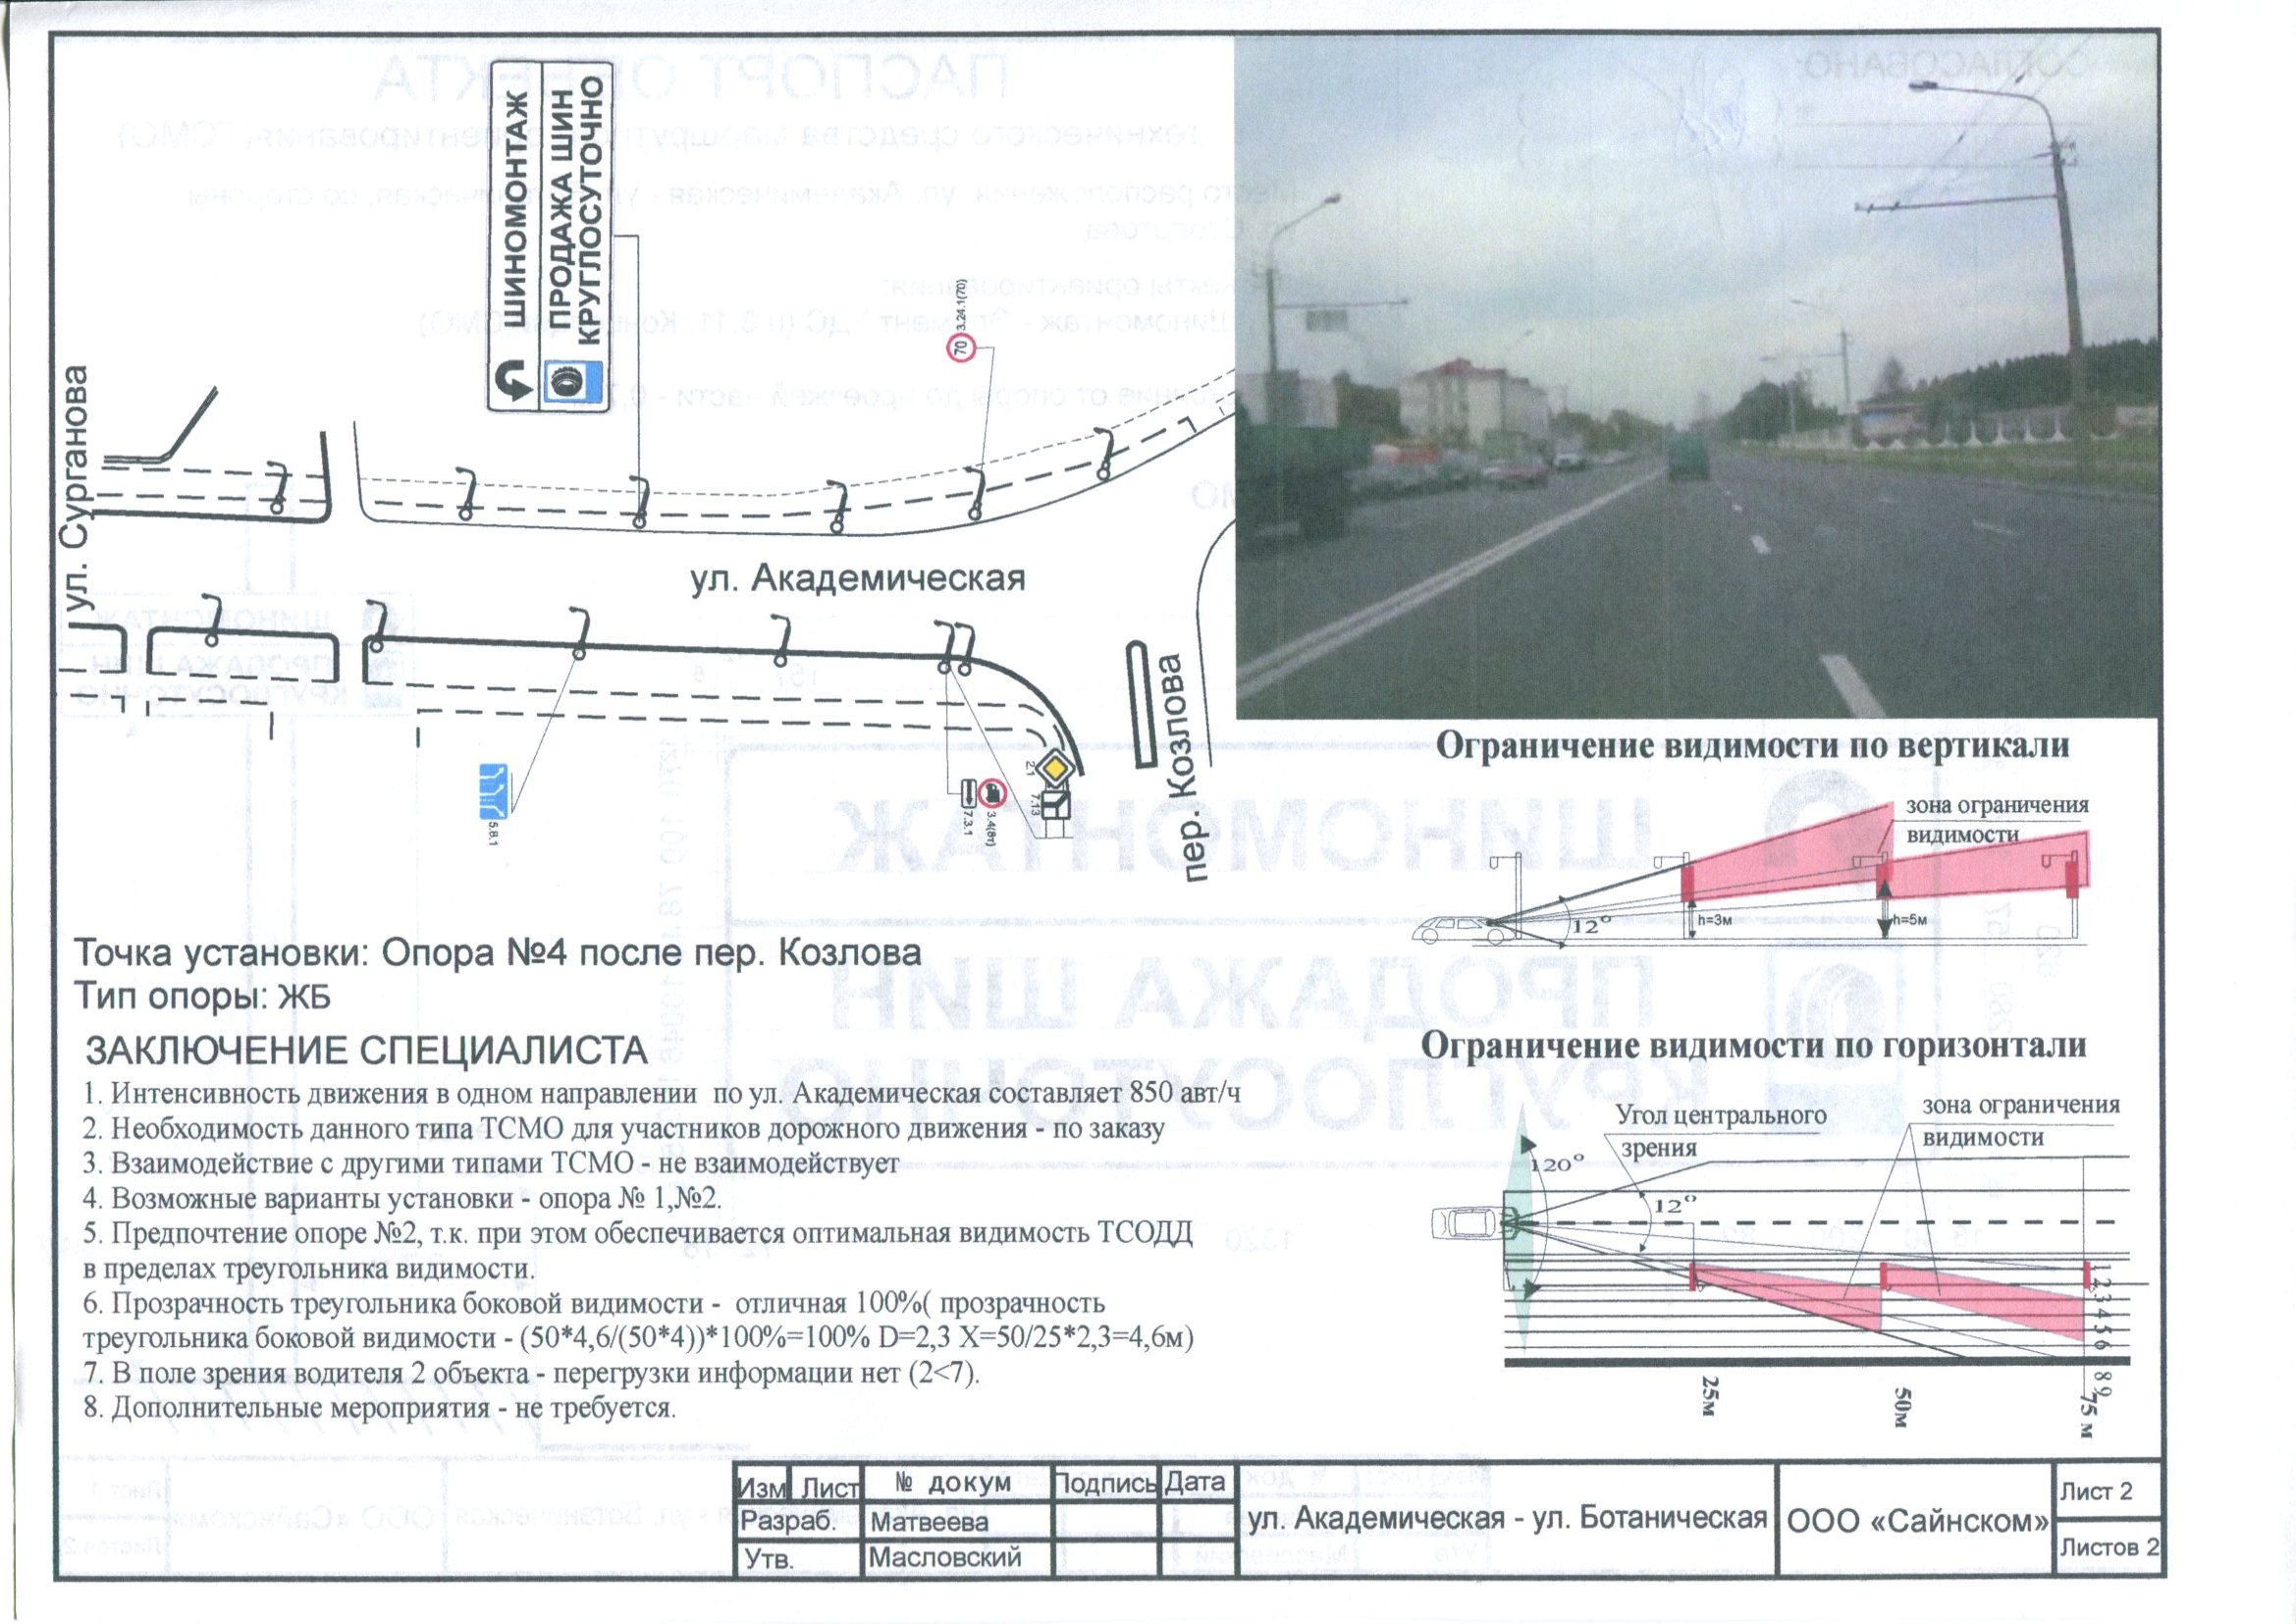 ШИНОМОНТАЖ
ПРОДАЖА ШИН
КРУГЛОСУТОЧНО
70
3.24.1(70)
ул. Сурганова
ул. Академическая
пер. Козлова
5.8.1
7.3.1
3.4(8т)
2.1
7.13
Ограничение видимости по вертикали
зона ограничения
видимости
12°
h=3м
h=5м
Точка установки: Опора №4 после пер. Козлова
Тип опоры: ЖБ
ЗАКЛЮЧЕНИЕ СПЕЦИАЛИСТА
1. Интенсивность движения в одном направлении по ул. Академическая составляет 850 авт/ч
2. Необходимость данного типа ТСМО для участников дорожного движения - по заказу
3. Взаимодействие с другими типами ТСМО - не взаимодействует
4. Возможные варианты установки - опора № 1,№2.
5. Предпочтение опоре №2, т.к. при этом обеспечивается оптимальная видимость ТСОДД
в пределах треугольника видимости.
6. Прозрачность треугольника боковой видимости - отличная 100%( прозрачность
треугольника боковой видимости - (50*4,6/(50*4))*100%=100% D=2,3 X=50/25*2,3=4,6м)
7. В поле зрения водителя 2 объекта - перегрузки информации нет (2<7).
8. Дополнительные мероприятия - не требуется.
Ограничение видимости по горизонтали
Угол центрального
зрения
зона ограничения
видимости
120°
12°
1 2 3 4 5 6 8 9
25м
50м
75 м
Изм Лист № докум Подпись Дата
Разраб. Матвеева
Утв. Масловский
ул. Академическая - ул. Ботаническая
ООО «Сайнском»
Лист 2
Листов 2